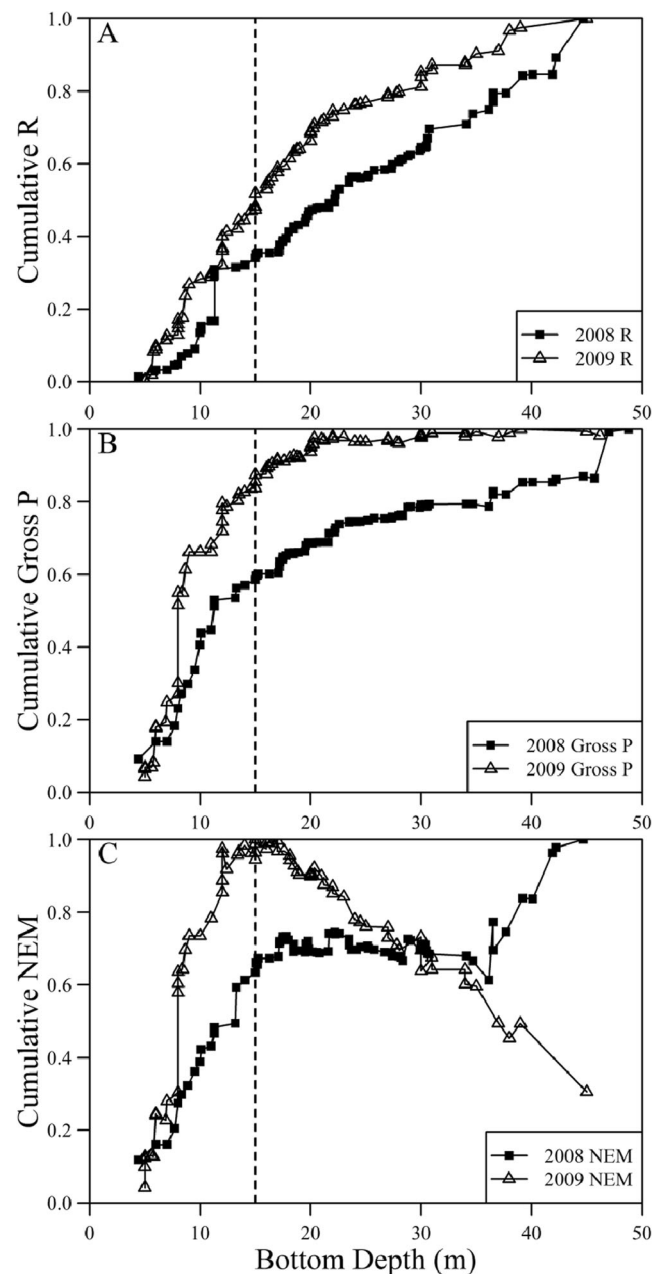 A
Cumulative R
1.0
0.8
0.6
0.4
0.2
0.0
2008 R
2009 R
0 10 20 30 40 50
B
Cumulative Gross P
1.0
0.8
0.6
0.4
0.2
0.0
2008 Gross P
2009 Gross P
0 10 20 30 40 50
C
Cumulative NEM
1.0
0.8
0.6
0.4
0.2
0.0
2008 NEM
2009 NEM
0 10 20 30 40 50
Bottom Depth (m)